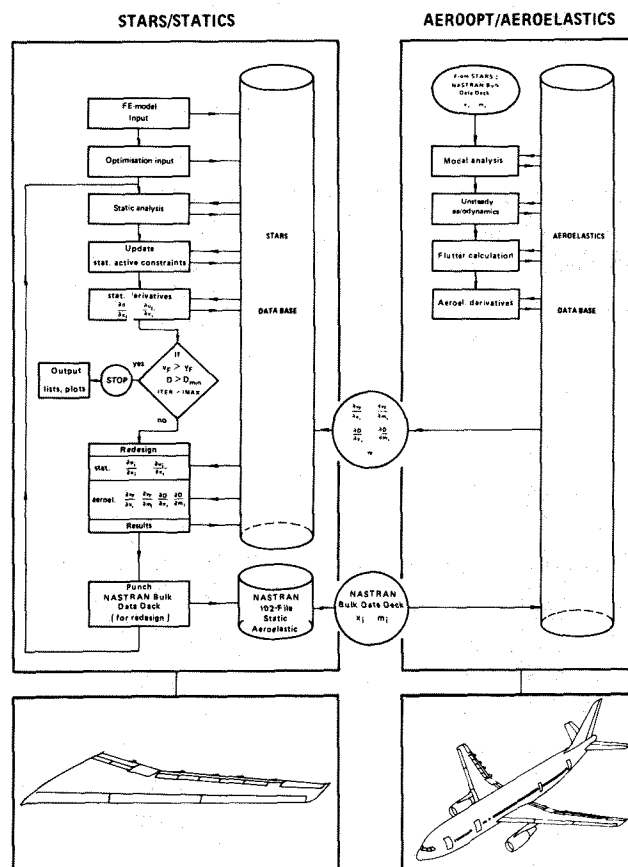 STARS/STATICS
FE-model
Input
Optimisation input
Static analysis
Update
stat. active constraints
stat. derivatives
yes
If
D > D min
no
STOP
Output
lists, plots
STARS
DATA BASE
Redesign
stat.
aeroel.
Results
Punch
NASTRAN Bulk
Data Deck
(for redesign)
NASTRAN
102-File
Static
Aeroelastic
NASTRAN
Bulk Data Deck
x i m i
AEROOPT/AEROELASTICS
From STARS :
NASTRAN Bulk
Data Deck
Modal analysis
Unsteady
aerodynamics
Flutter calculation
Aeroel. derivatives
AEROELASTICS
DATA BASE